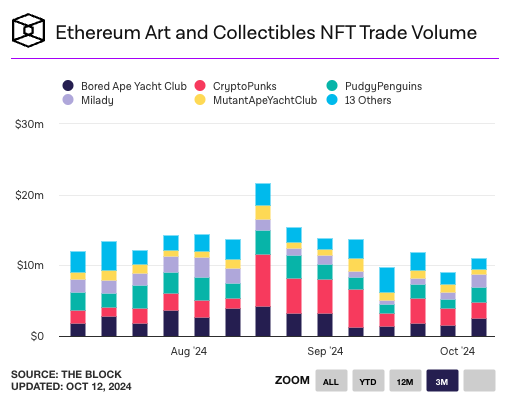 Ethereum Art and Collectibles NFT Trade Volume
Bored Ape Yacht Club CryptoPunks PudgyPenguins
Milady MutantApeYachtClub 13 Others
$30m
$20m
$10m
$0
Aug '24 Sep '24 Oct '24
SOURCE: THE BLOCK
UPDATED: OCT 12, 2024
ZOOM ALL YTD 12M 3M